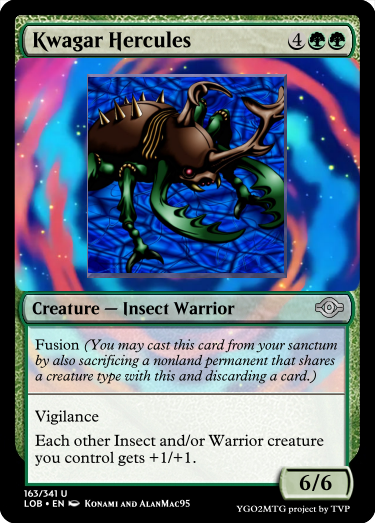 Kwagar Hercules 4
Creature — Insect Warrior
Fusion (You may cast this card from your sanctum
by also sacrificing a nonland permanent that shares
a creature type with this and discarding a card.)
Vigilance
Each other Insect and/or Warrior creature
you control gets +1/+1.
6/6
163/341 U
LOB • EN Konami and AlanMac95
YGO2MTG project by TVP